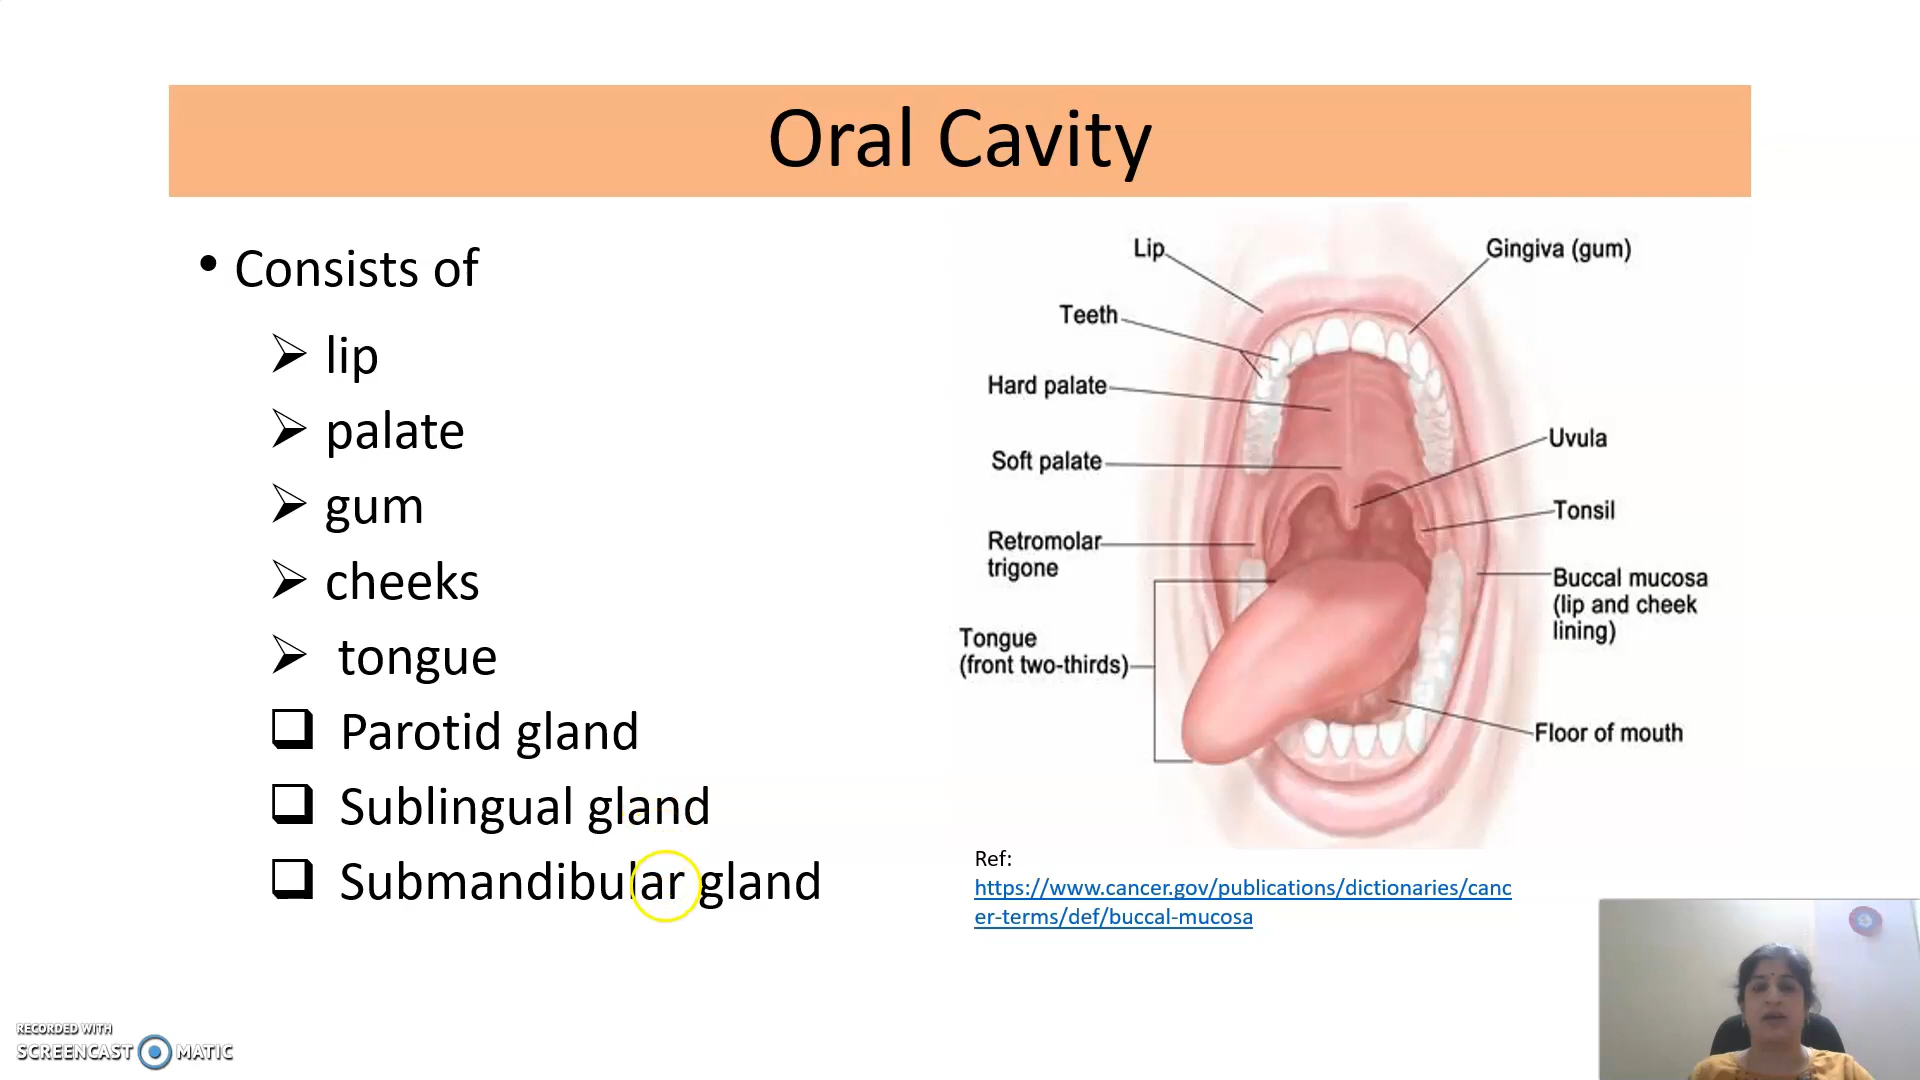 Oral Cavity
• Consists of
➢ lip
➢ palate
➢ gum
➢ cheeks
➢ tongue
❑ Parotid gland
❑ Sublingual gland
❑ Submandibular gland
Lip
Gingiva (gum)
Teeth
Hard palate
Soft palate
Uvula
Tonsil
Retromolar
trigone
Buccal mucosa
(lip and cheek
lining)
Tongue
(front two-thirds)
Floor of mouth
Ref:
https://www.cancer.gov/publications/dictionaries/canc
er-terms/def/buccal-mucosa
RECORDED WITH
SCREENCAST MATIC